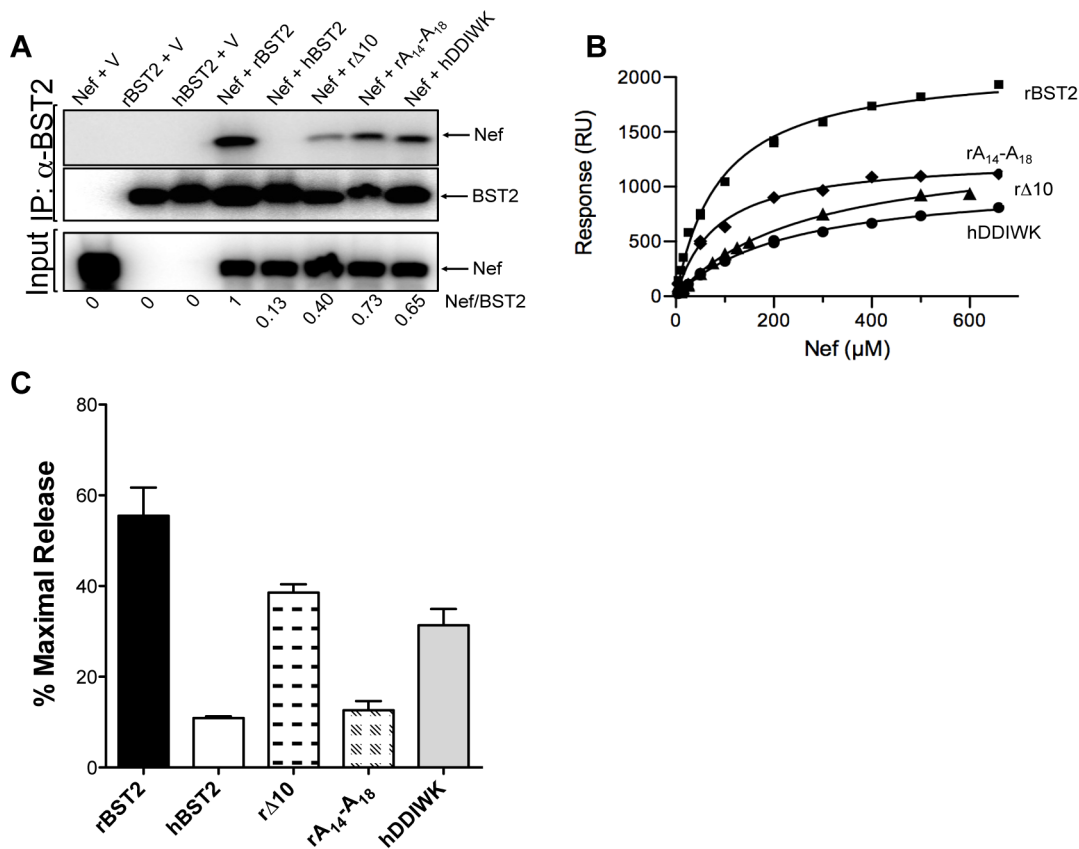 A
Nef + V
rBST2 + V
hBST2 + V
Nef + rBST2
Nef + hBST2
Nef + rΔ10
Nef + rA₁₄-A₁₈
Nef + hDDIWK
IP: α-BST2
Nef
BST2
Input
Nef
0
0
0
1
0.13
0.40
0.73
0.65
Nef/BST2
B
2000
1500
1000
500
0
Response (RU)
rBST2
rA₁₄-A₁₈
rΔ10
hDDIWK
0
200
400
600
Nef (µM)
C
80
60
40
20
0
% Maximal Release
rBST2
hBST2
rΔ10
rA₁₄-A₁₈
hDDIWK